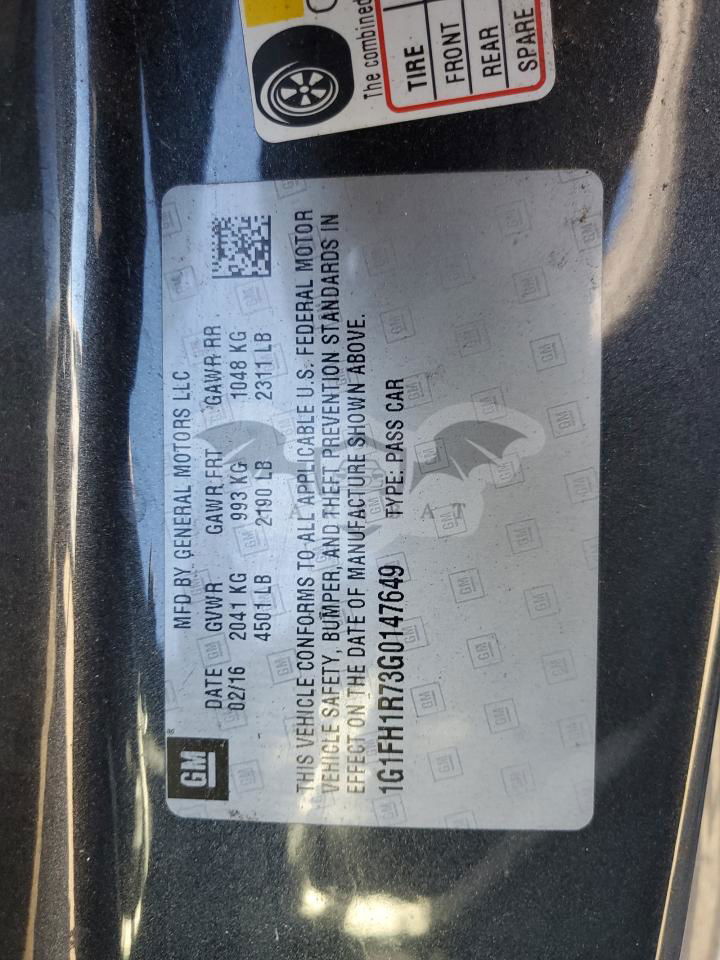 The combined
TIRE
FRONT
REAR
SPARE
GM
MFD BY GENERAL MOTORS LLC
DATE GVWR GAWR FRT GAWR RR
02/16 2041 KG 993 KG 1048 KG
4501 LB 2190 LB 2311 LB
THIS VEHICLE CONFORMS TO ALL APPLICABLE U.S. FEDERAL MOTOR
VEHICLE SAFETY, BUMPER, AND THEFT PREVENTION STANDARDS IN
EFFECT ON THE DATE OF MANUFACTURE SHOWN ABOVE.
1G1FH1R73G0147649 TYPE: PASS CAR